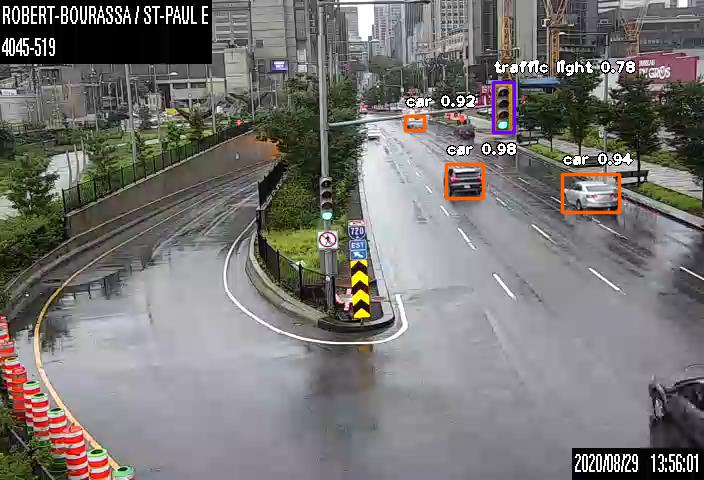 ROBERT-BOURASSA / ST-PAUL E
4045-519
traffic light 0.78
car 0.92
car 0.98
car 0.94
720
EST
2020/08/29 13:56:01